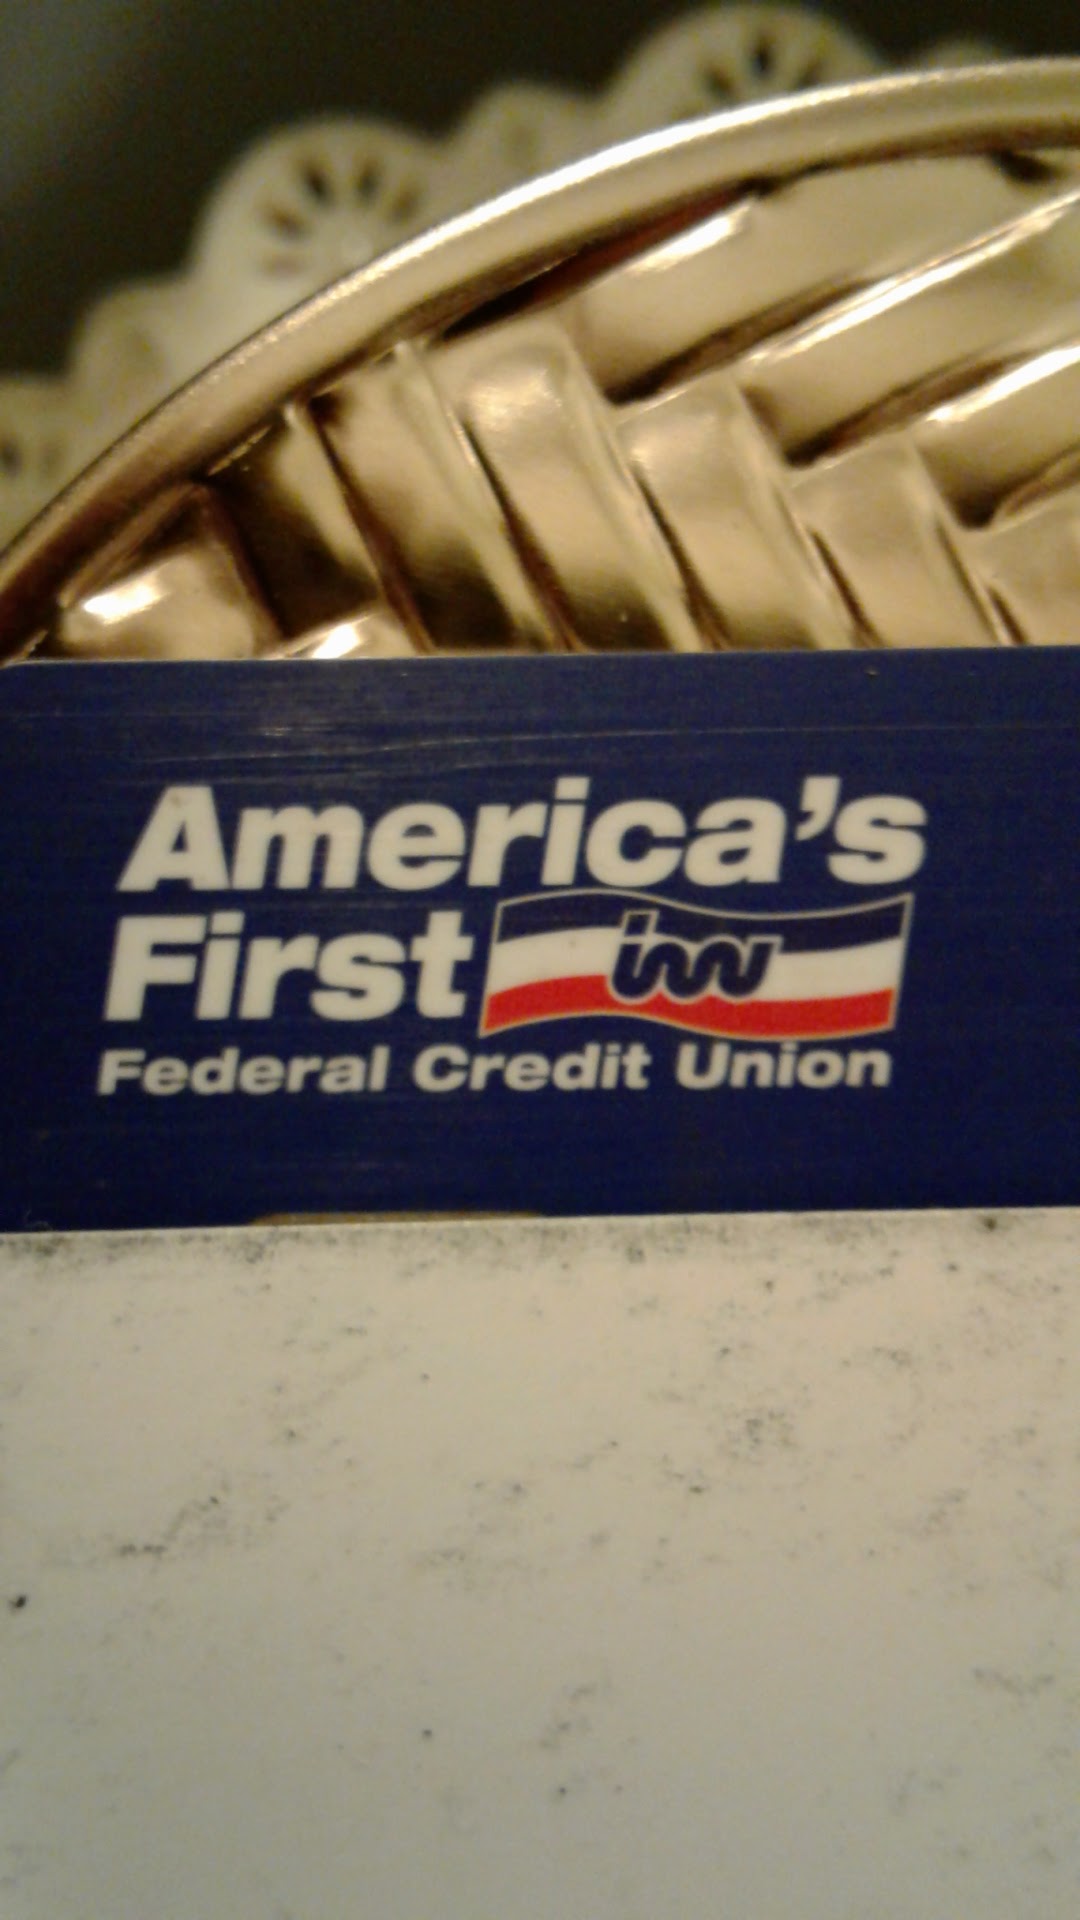 America's
First
Federal Credit Union